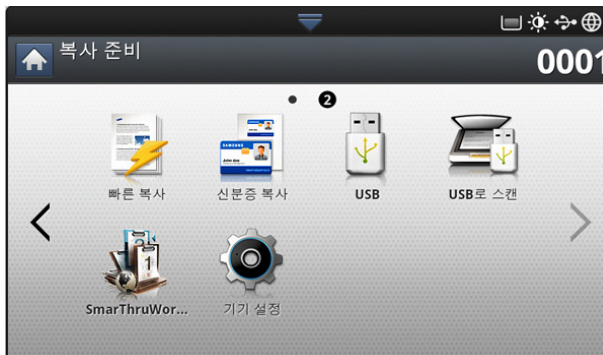 복사 준비
0001
2
빠른 복사
신분증 복사
USB
USB로 스캔
SmarThruWor...
기기 설정